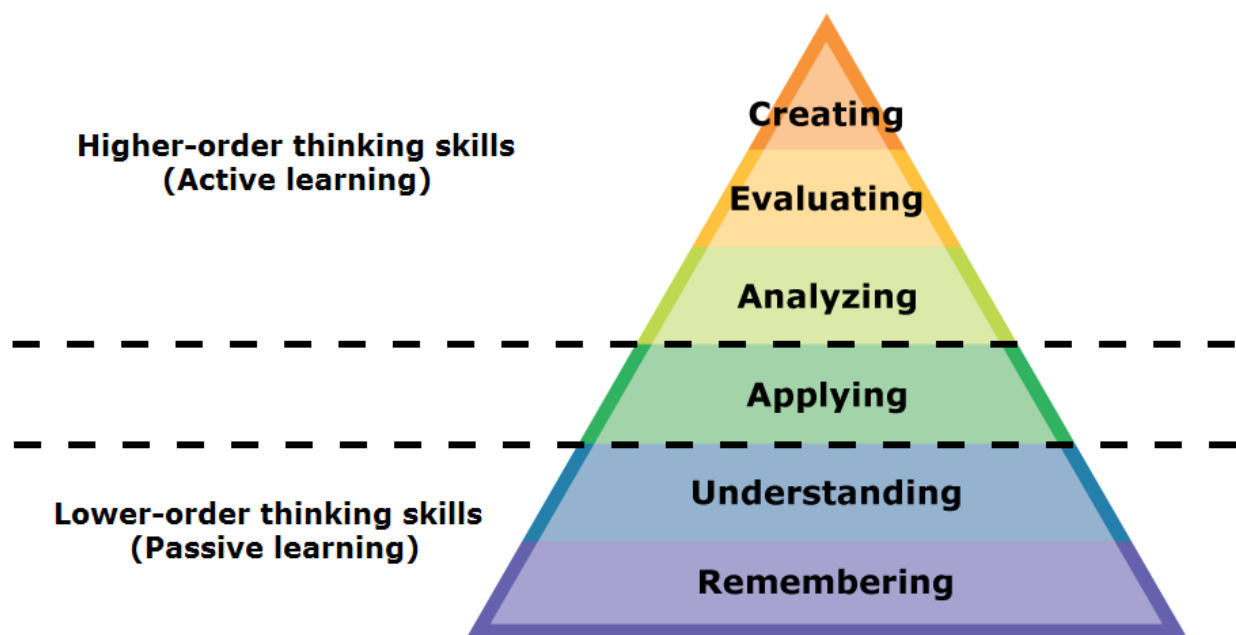 Creating
Higher-order thinking skills
(Active learning)
Evaluating
Analyzing
Applying
Understanding
Lower-order thinking skills
(Passive learning)
Remembering